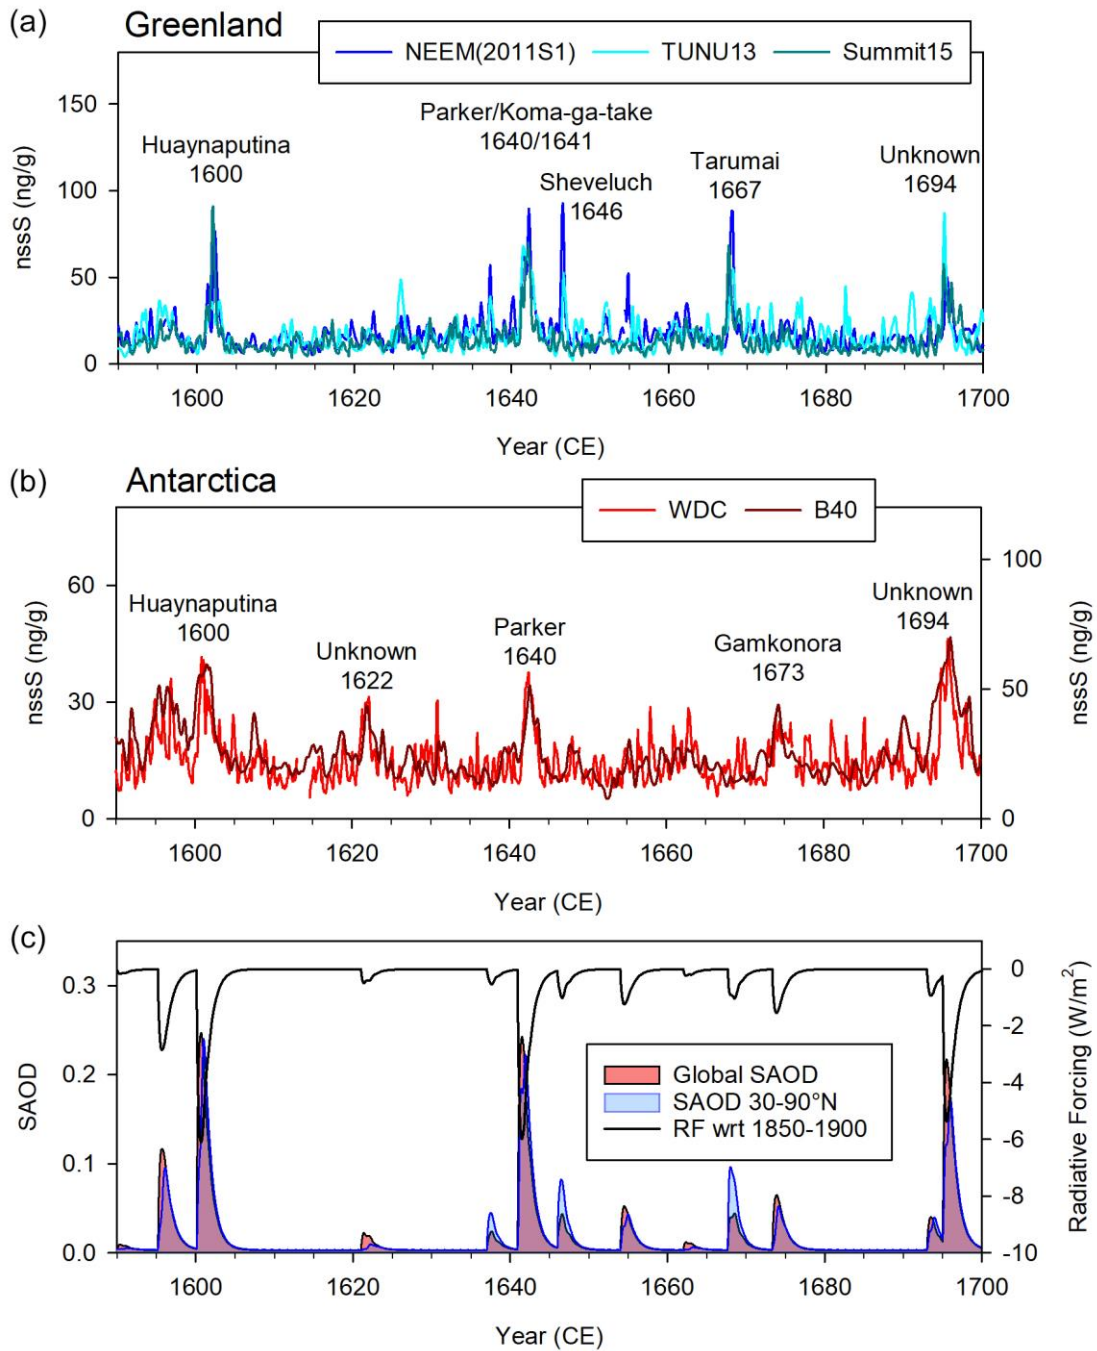 (a) Greenland
NEEM(2011S1) TUNU13 Summit15
150
100
50
0
nssS (ng/g)
Huaynaputina
1600
Parker/Koma-ga-take
1640/1641
Sheveluch
1646
Tarumai
1667
Unknown
1694
1600 1620 1640 1660 1680 1700
Year (CE)
(b) Antarctica
WDC B40
60
30
0
nssS (ng/g)
100
50
0
nssS (ng/g)
Huaynaputina
1600
Unknown
1622
Parker
1640
Gamkonora
1673
Unknown
1694
1600 1620 1640 1660 1680 1700
Year (CE)
(c)
0.3
0.2
0.1
0.0
SAOD
0
-2
-4
-6
-8
-10
Radiative Forcing (W/m²)
Global SAOD
SAOD 30-90°N
RF wrt 1850-1900
1600 1620 1640 1660 1680 1700
Year (CE)